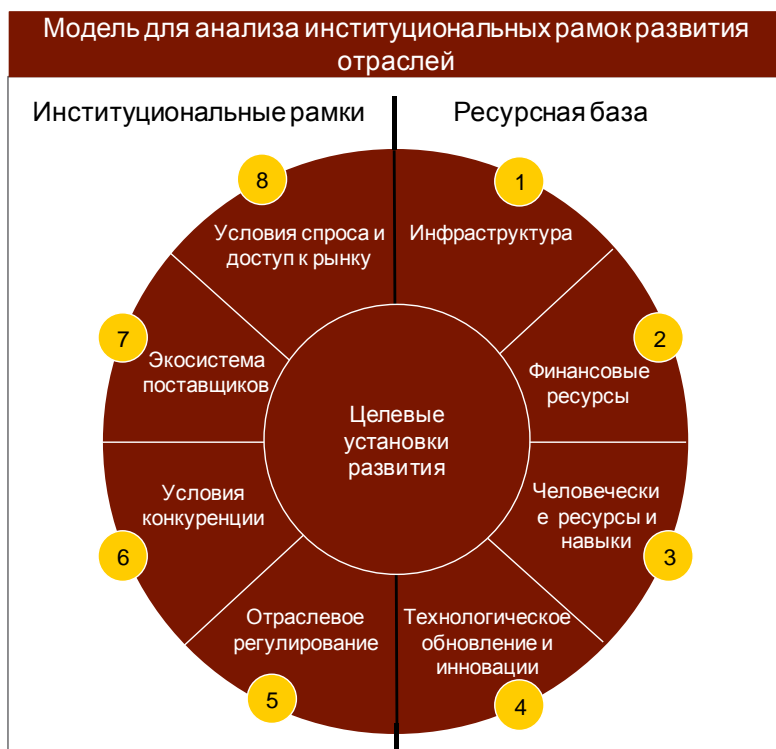 Модель для анализа институциональных рамок развития
отраслей
Институциональные рамки
Ресурсная база
8
1
Условия спроса и
доступ к рынку
Инфраструктура
7
2
Экосистема
поставщиков
Финансовые
ресурсы
Целевые
установки
развития
Условия
конкуренции
Человечески
е ресурсы и
навыки
6
3
Отраслевое
регулирование
Технологическое
обновление и
инновации
5
4